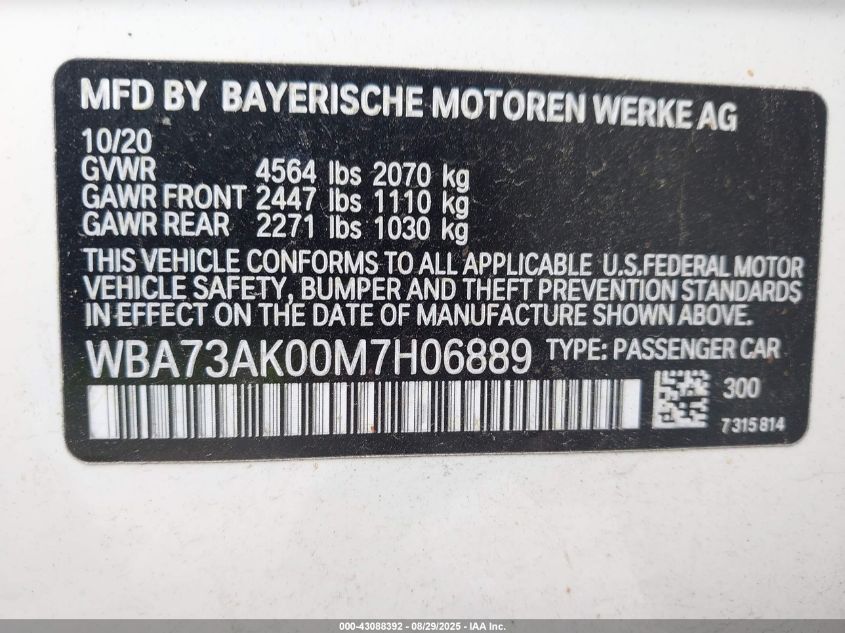 MFD BY BAYERISCHE MOTOREN WERKE AG
10/20
GVWR 4564 lbs 2070 kg
GAWR FRONT 2447 lbs 1110 kg
GAWR REAR 2271 lbs 1030 kg
THIS VEHICLE CONFORMS TO ALL APPLICABLE U.S.FEDERAL MOTOR
VEHICLE SAFETY, BUMPER AND THEFT PREVENTION STANDARDS
IN EFFECT ON THE DATE OF MANUFACTURE SHOWN ABOVE.
WBA73AK00M7H06889 TYPE: PASSENGER CAR
300
7 315 814
000-43088392 - 08/29/2025 - IAA Inc.